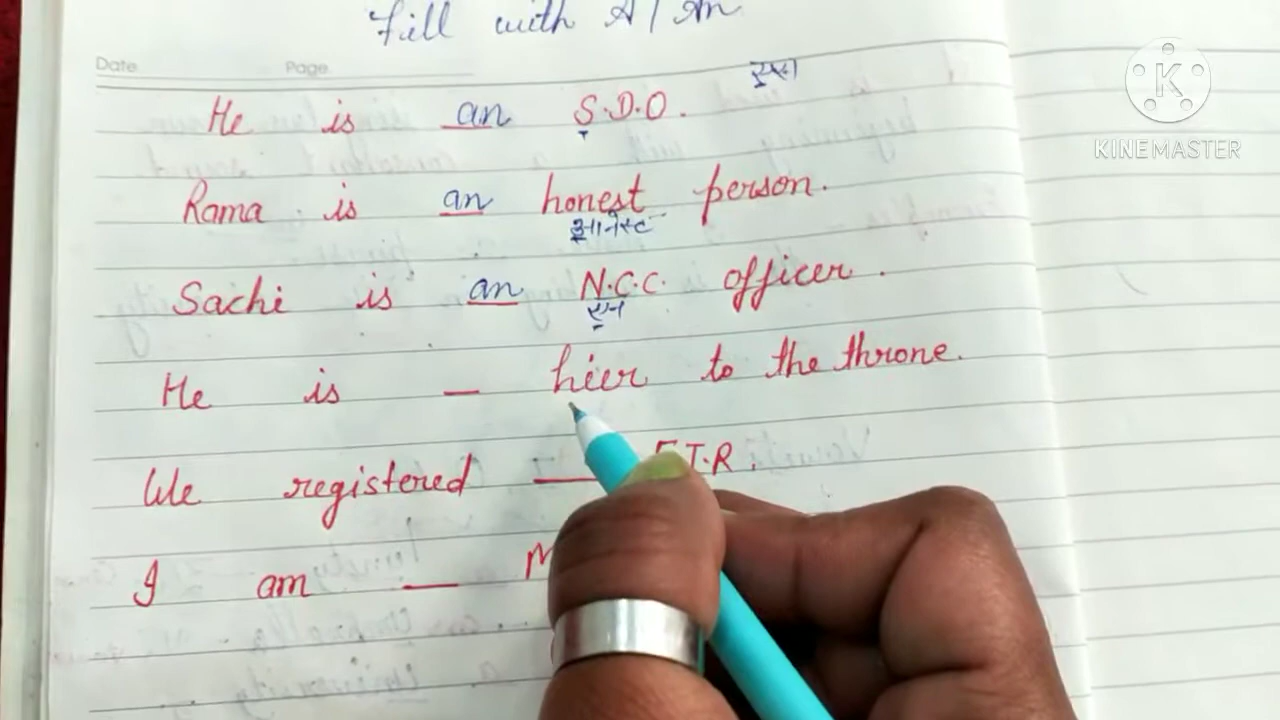 Fill with A/An
Date Page
एस
He is an S.D.O.
Rama is an honest person.
आनेस्ट
Sachi is an N.C.C. officer.
एन
He is _ hier to the throne.
We registered _ F.I.R.
I am _
K
KINEMASTER